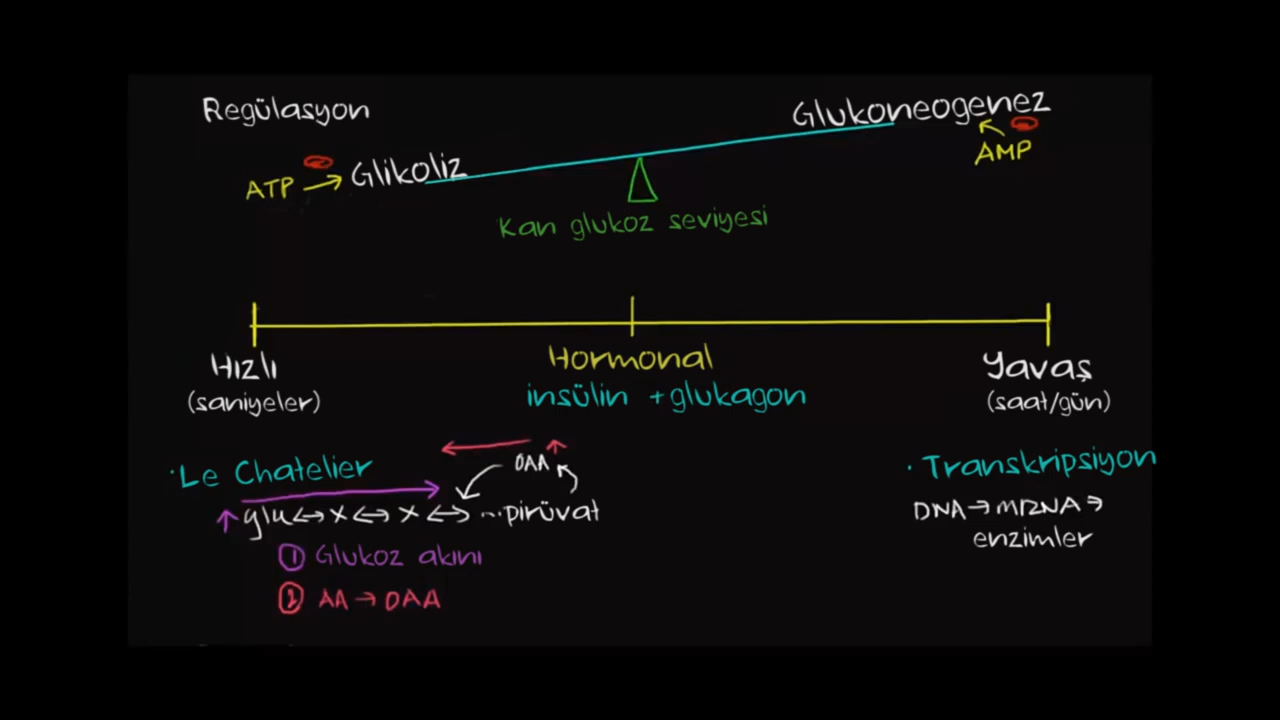 Regülasyon
Glukoneogenez
AMP
ATP → Glikoliz
Kan glukoz seviyesi
Hızlı
(saniyeler)
Hormonal
insülin + glukagon
Yavaş
(saat/gün)
· Le Chatelier
OAA ↑
↑ glu ↔ x ↔ x ↔ ... pirüvat
① Glukoz akını
② AA → OAA
· Transkripsiyon
DNA → mRNA →
enzimler